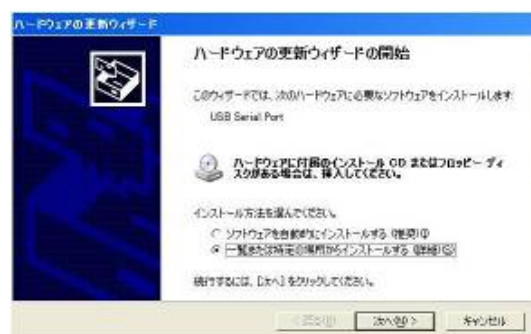 ハードウェアの更新ウィザード
ハードウェアの更新ウィザードの開始
このウィザードでは、次のハードウェアに必要なソフトウェアをインストールします:
USB Serial Port
ハードウェアに付属のインストール CD またはフロッピー ディ
スクがある場合は、挿入してください。
インストール方法を選んでください。
ソフトウェアを自動的にインストールする (推奨)(I)
一覧または特定の場所からインストールする (詳細)(S)
続行するには、[次へ] をクリックしてください。
< 戻る(B)
次へ(N) >
キャンセル